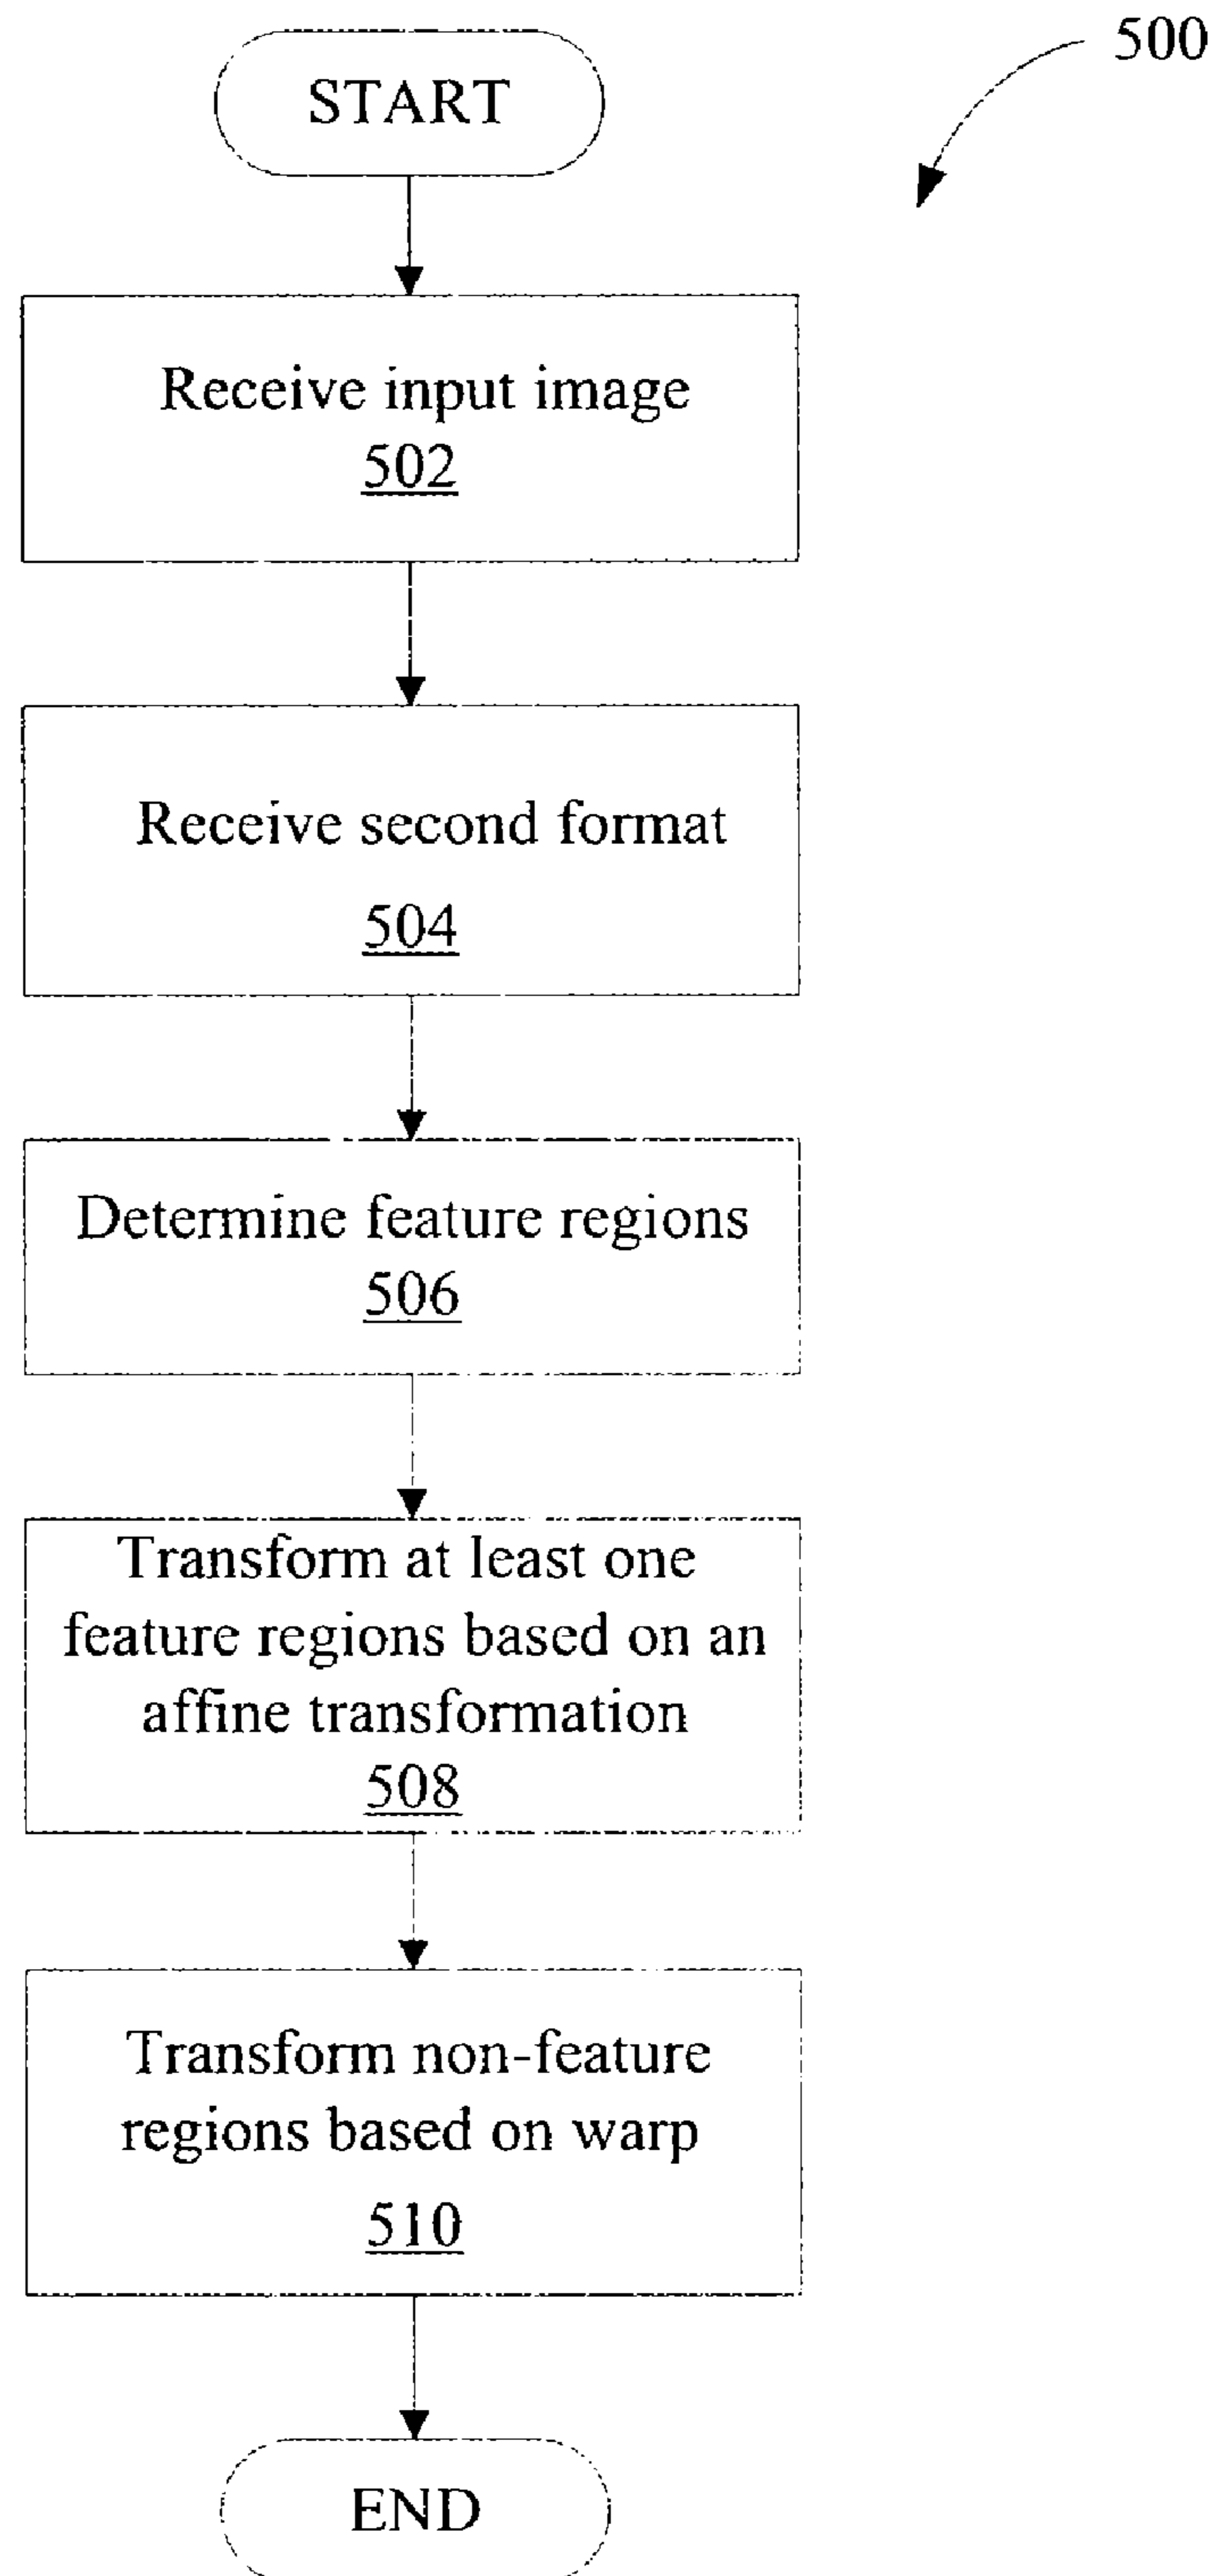 500
START
Receive input image
502
Receive second format
504
Determine feature regions
506
Transform at least one
feature regions based on an
affine transformation
508
Transform non-feature
regions based on warp
510
END